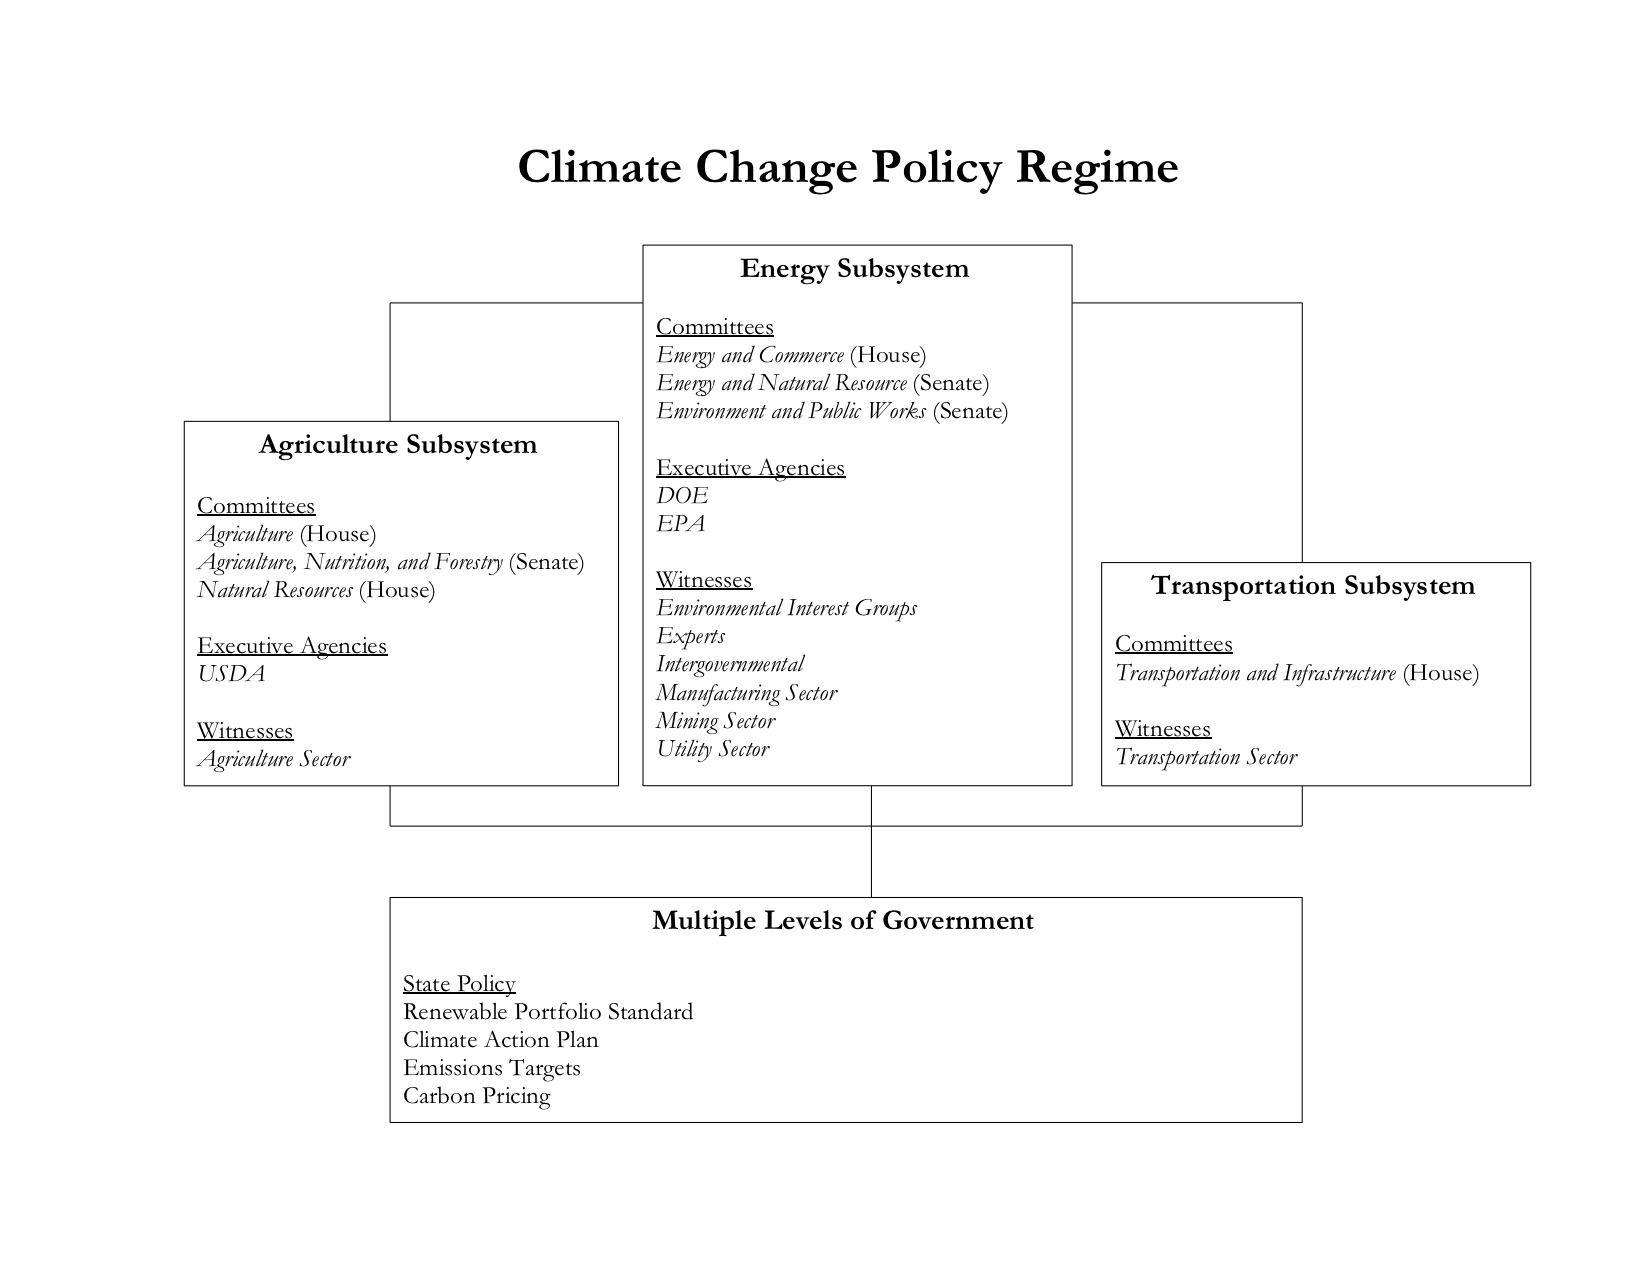 Climate Change Policy Regime
Energy Subsystem
Committees
Energy and Commerce (House)
Energy and Natural Resource (Senate)
Environment and Public Works (Senate)
Executive Agencies
DOE
EPA
Witnesses
Environmental Interest Groups
Experts
Intergovernmental
Manufacturing Sector
Mining Sector
Utility Sector
Agriculture Subsystem
Committees
Agriculture (House)
Agriculture, Nutrition, and Forestry (Senate)
Natural Resources (House)
Executive Agencies
USDA
Witnesses
Agriculture Sector
Transportation Subsystem
Committees
Transportation and Infrastructure (House)
Witnesses
Transportation Sector
Multiple Levels of Government
State Policy
Renewable Portfolio Standard
Climate Action Plan
Emissions Targets
Carbon Pricing